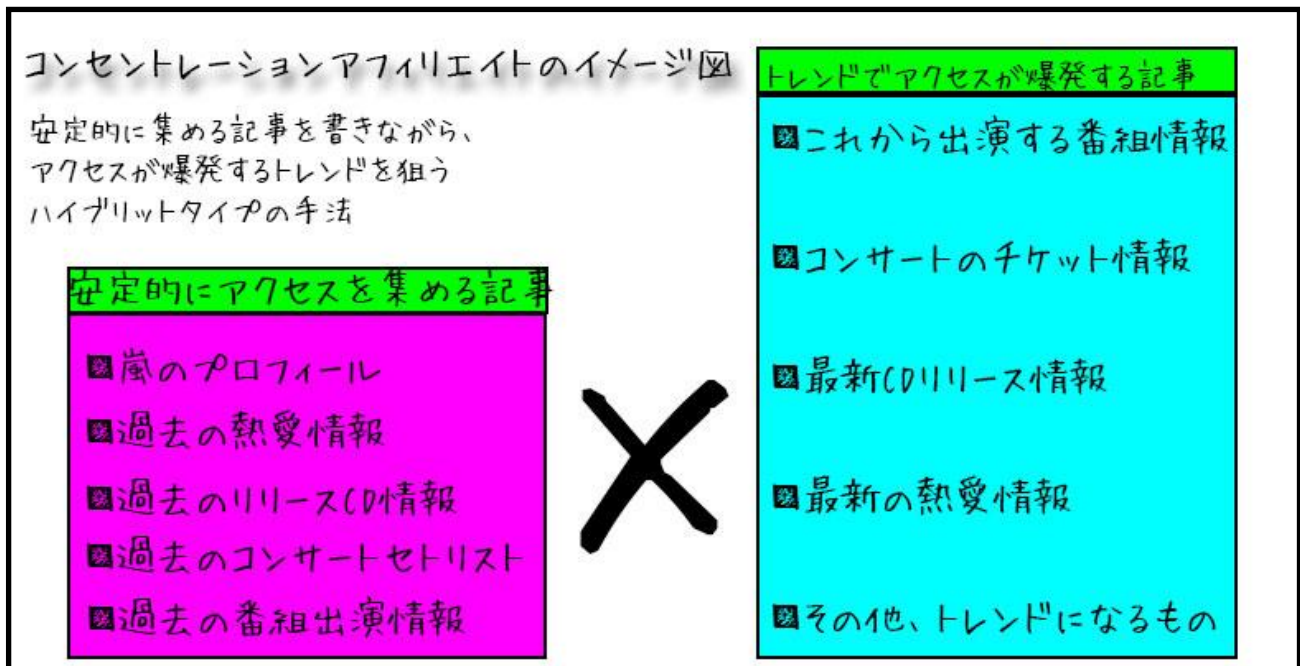 コンセントレーションアフィリエイトのイメージ図
安定的に集める記事を書きながら、
アクセスが爆発するトレンドを狙う
ハイブリットタイプの手法
安定的にアクセスを集める記事
嵐のプロフィール
過去の熱愛情報
過去のリリースCD情報
過去のコンサートセトリスト
過去の番組出演情報
トレンドでアクセスが爆発する記事
これから出演する番組情報
コンサートのチケット情報
最新CDリリース情報
最新の熱愛情報
その他、トレンドになるもの